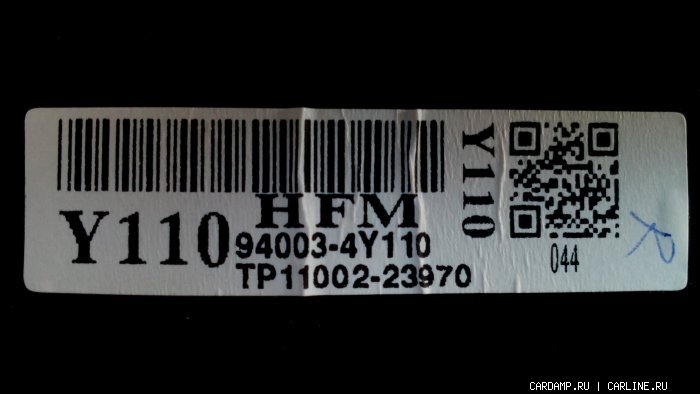 HFM
Y110
94003-4Y110
TP11002-23970
Y110
044
R
CARDAMP.RU | CARLINE.RU